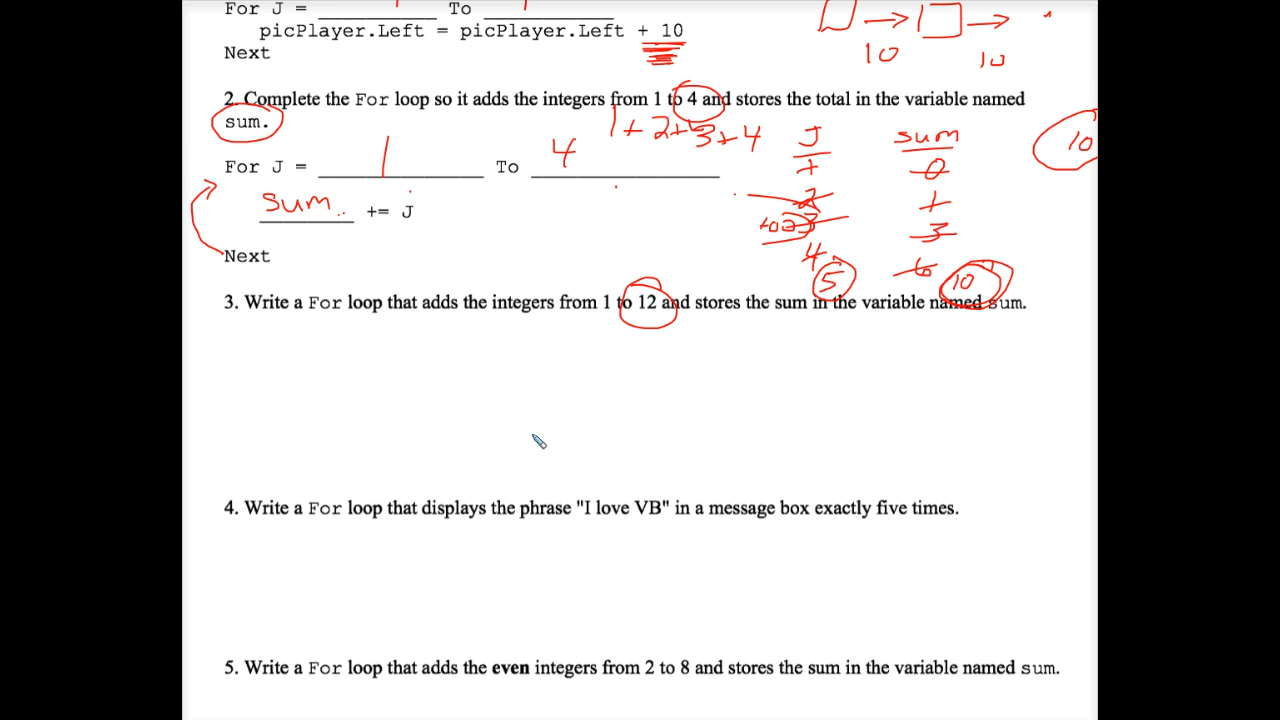 For J = To
picPlayer.Left = picPlayer.Left + 10
Next
10 10
2. Complete the For loop so it adds the integers from 1 to 4 and stores the total in the variable named
sum.
1 + 2 + 3 + 4
J sum
10
For J = 1 To 4
1 0
2 1
sum += J
3 3
Next
4 6
5 10
3. Write a For loop that adds the integers from 1 to 12 and stores the sum in the variable named sum.
4. Write a For loop that displays the phrase "I love VB" in a message box exactly five times.
5. Write a For loop that adds the even integers from 2 to 8 and stores the sum in the variable named sum.